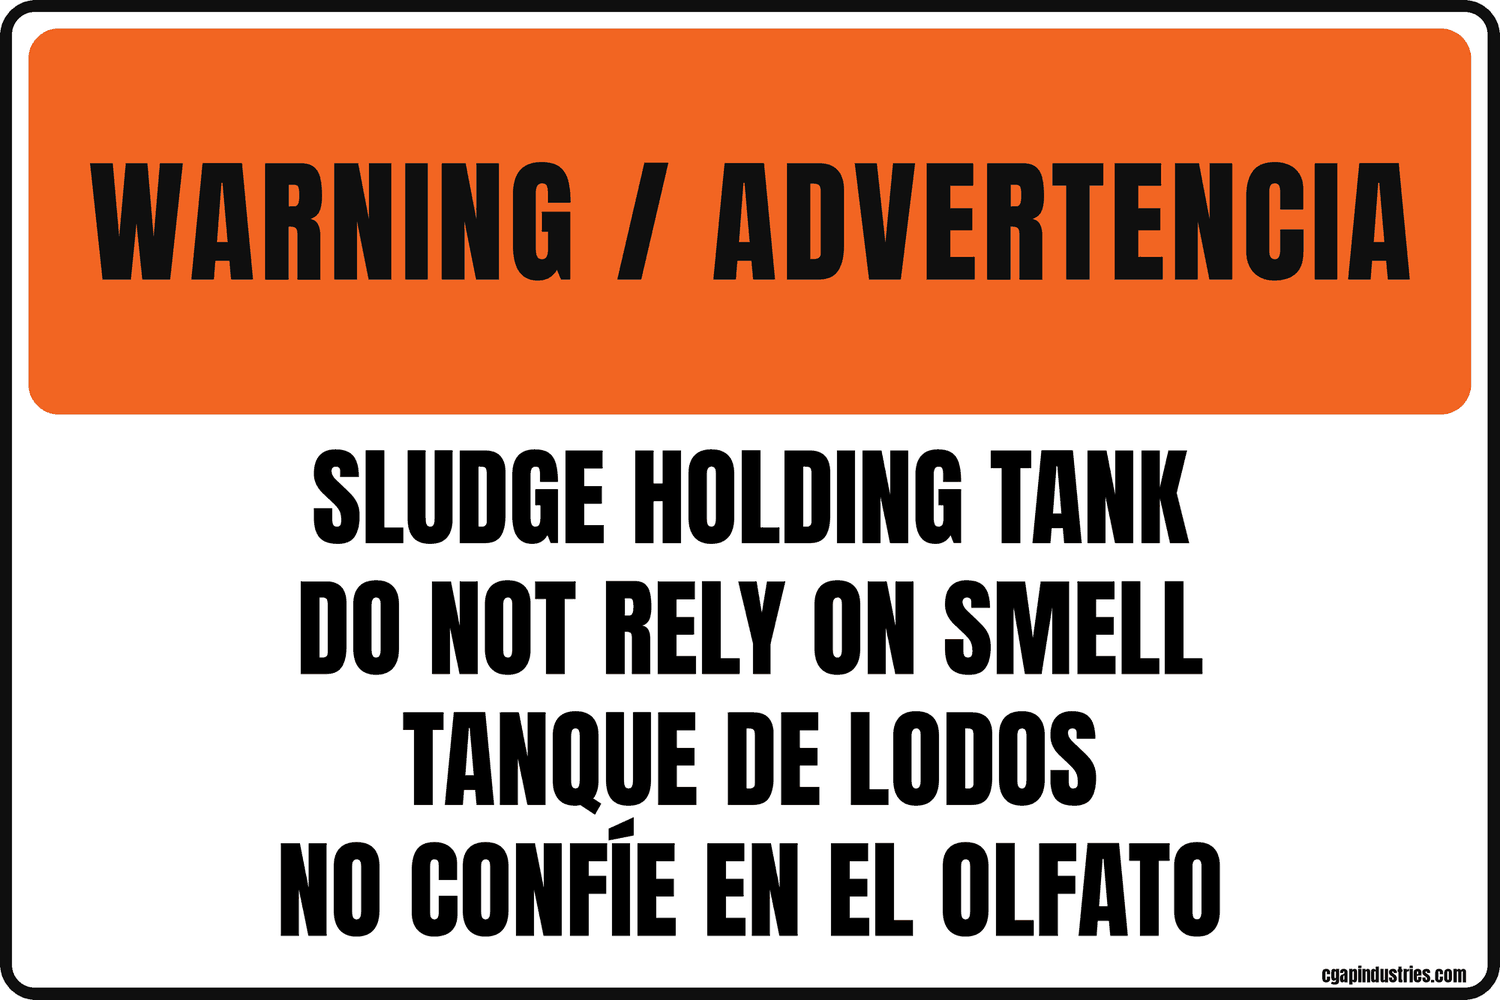 WARNING / ADVERTENCIA
SLUDGE HOLDING TANK
DO NOT RELY ON SMELL
TANQUE DE LODOS
NO CONFÍE EN EL OLFATO
cgapindustries.com